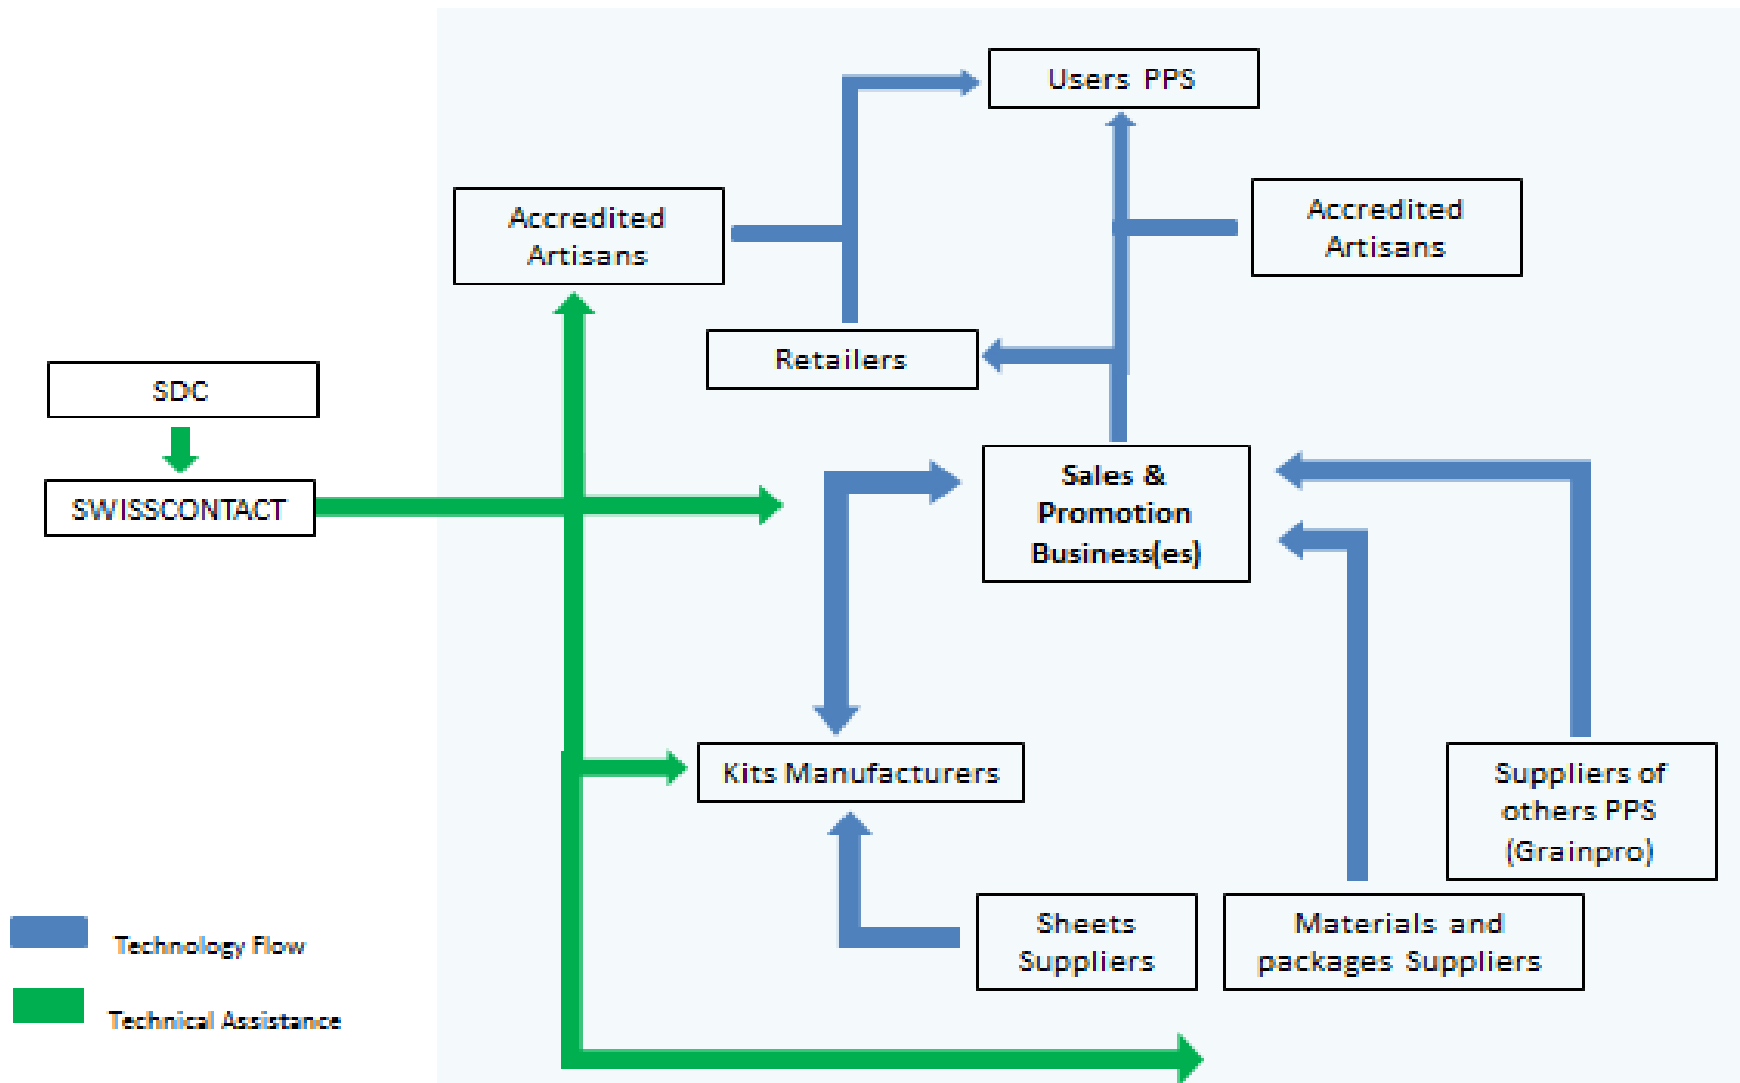 Users PPS
Accredited
Artisans
Accredited
Artisans
Retailers
SDC
SWISSCONTACT
Sales &
Promotion
Business(es)
Kits Manufacturers
Suppliers of
others PPS
(Grainpro)
Sheets
Suppliers
Materials and
packages Suppliers
Technology Flow
Technical Assistance